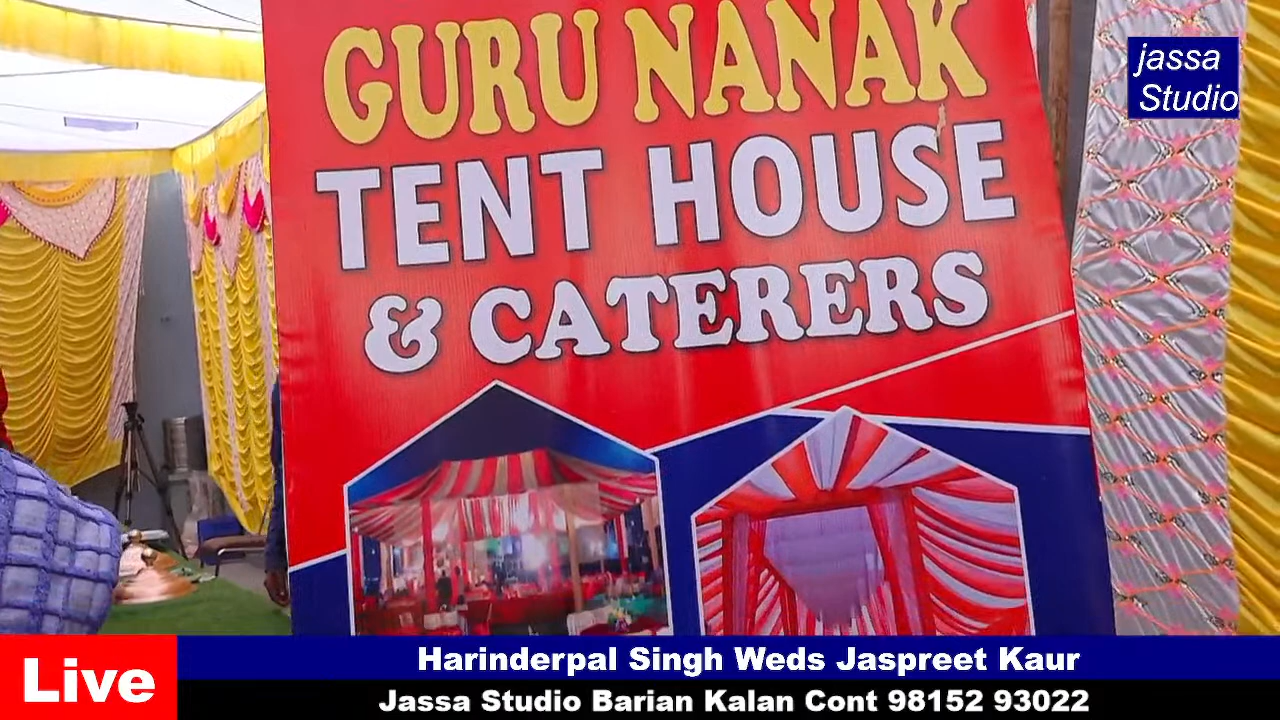 GURU NANAK
TENT HOUSE
& CATERERS
jassa
Studio
Live
Harinderpal Singh Weds Jaspreet Kaur
Jassa Studio Barian Kalan Cont 98152 93022